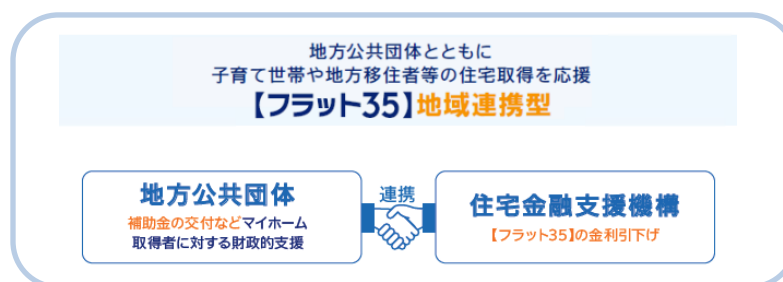 地方公共団体とともに
子育て世帯や地方移住者等の住宅取得を応援
【フラット35】地域連携型
地方公共団体
補助金の交付などマイホーム
取得者に対する財政的支援
連携
住宅金融支援機構
【フラット35】の金利引下げ